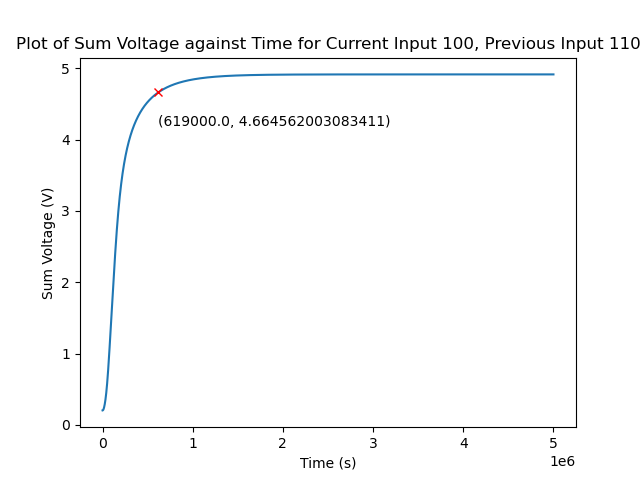 Plot of Sum Voltage against Time for Current Input 100, Previous Input 110
5
4
3
2
1
0
Sum Voltage (V)
(619000.0, 4.664562003083411)
0 1 2 3 4 5
1e6
Time (s)